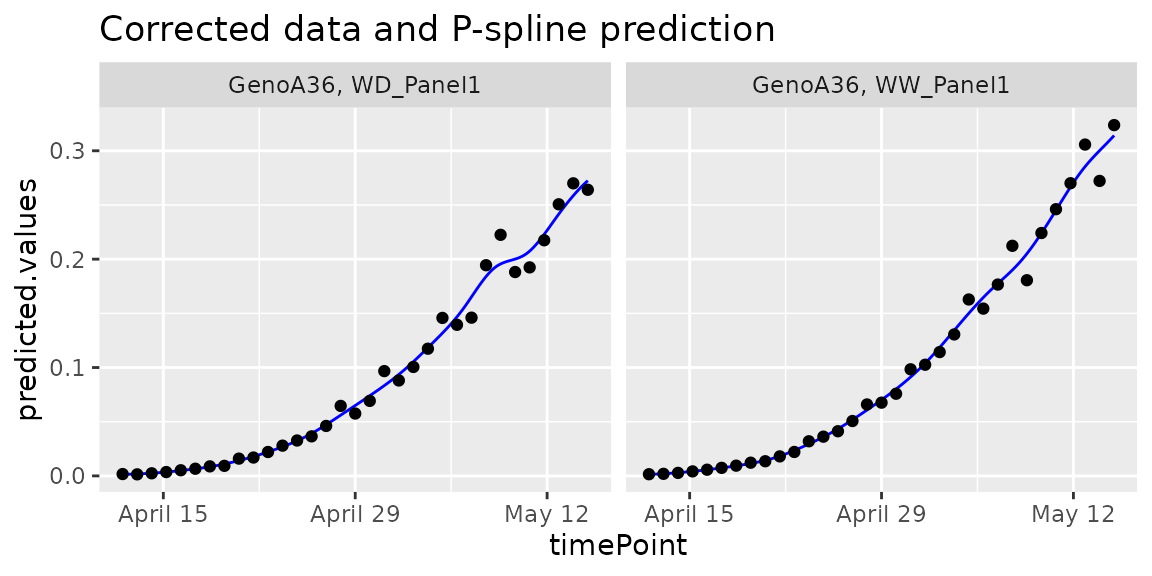 Corrected data and P-spline prediction
GenoA36, WD_Panel1
GenoA36, WW_Panel1
predicted.values
0.3
0.2
0.1
0.0
April 15
April 29
May 12
April 15
April 29
May 12
timePoint